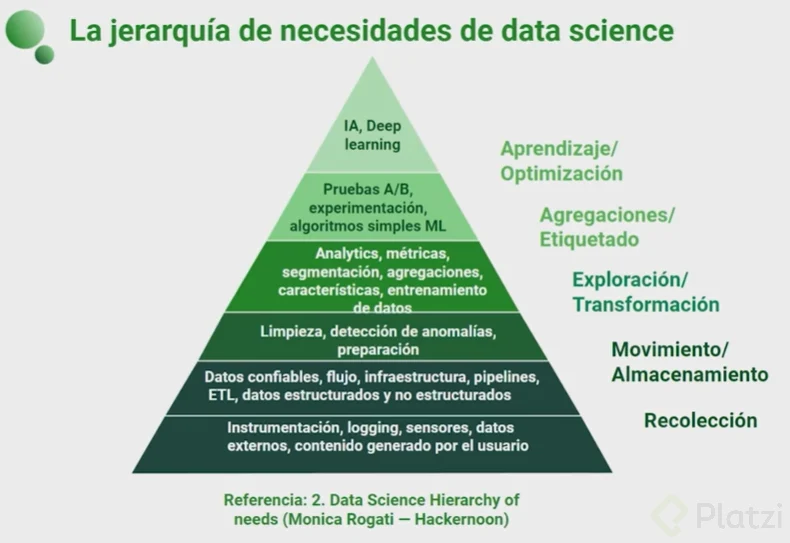 La jerarquía de necesidades de data science
IA, Deep
learning
Aprendizaje/
Optimización
Pruebas A/B,
experimentación,
algoritmos simples ML
Agregaciones/
Etiquetado
Analytics, métricas,
segmentación, agregaciones,
características, entrenamiento
de datos
Exploración/
Transformación
Limpieza, detección de anomalías,
preparación
Movimiento/
Almacenamiento
Datos confiables, flujo, infraestructura, pipelines,
ETL, datos estructurados y no estructurados
Recolección
Instrumentación, logging, sensores, datos
externos, contenido generado por el usuario
Referencia: 2. Data Science Hierarchy of
needs (Monica Rogati — Hackernoon)
Platzi